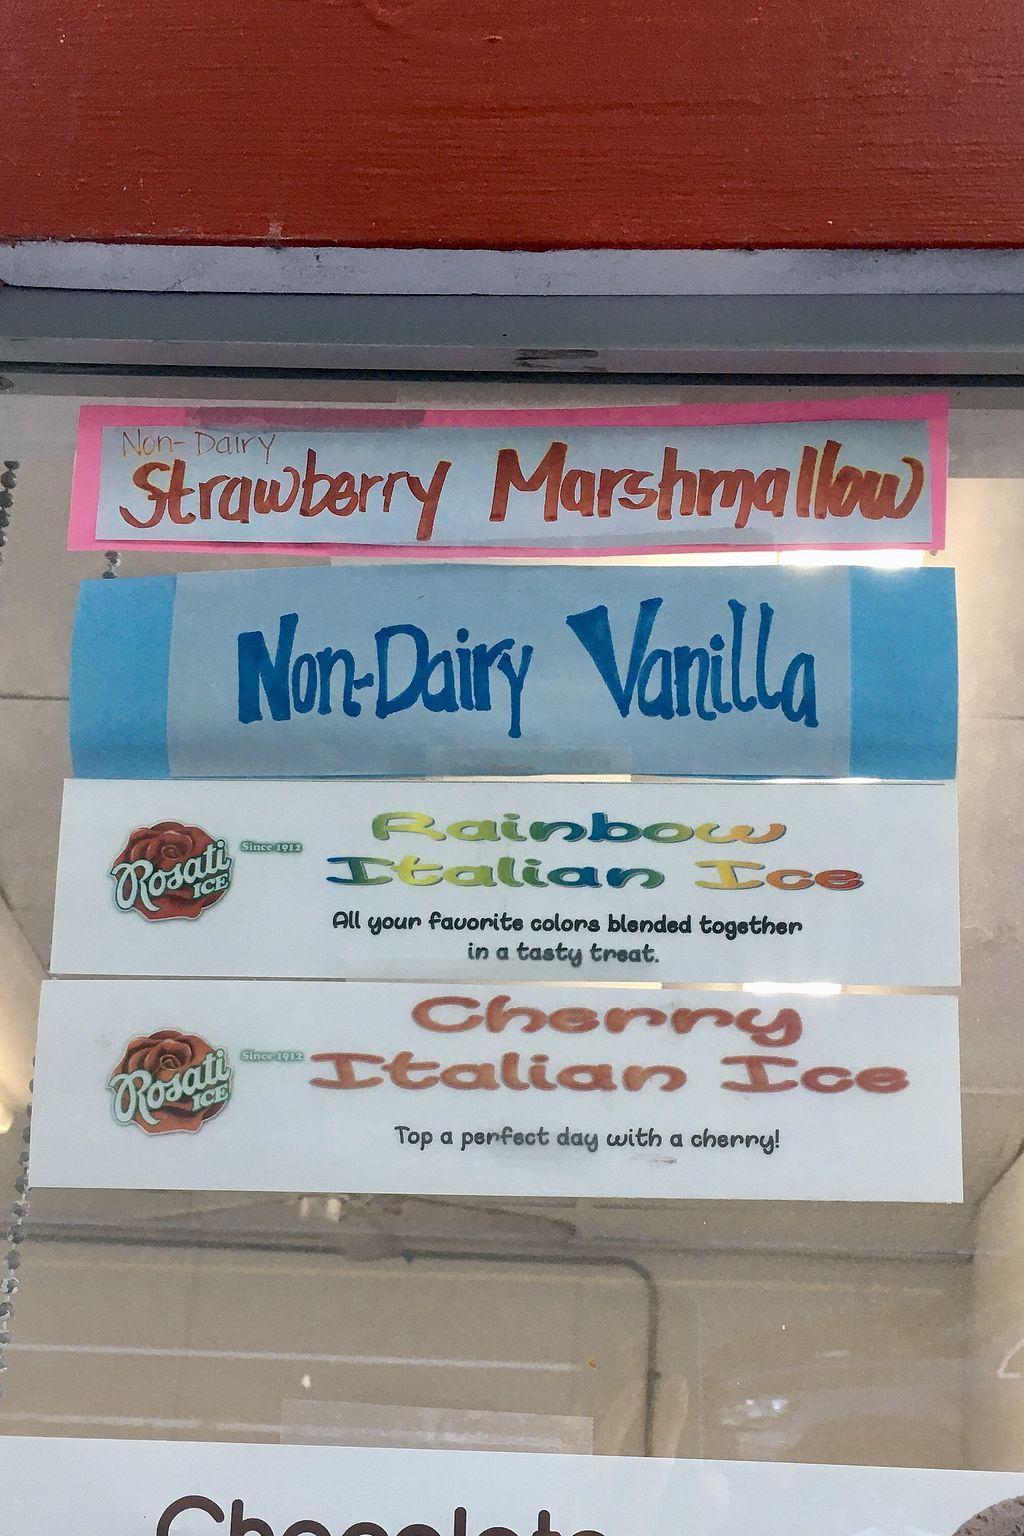 Non-Dairy
Strawberry Marshmallow
Non-Dairy Vanilla
Rosati
ICE
Since 1912
Rainbow
Italian Ice
All your favorite colors blended together
in a tasty treat.
Rosati
ICE
Since 1912
Cherry
Italian Ice
Top a perfect day with a cherry!
Chocolate